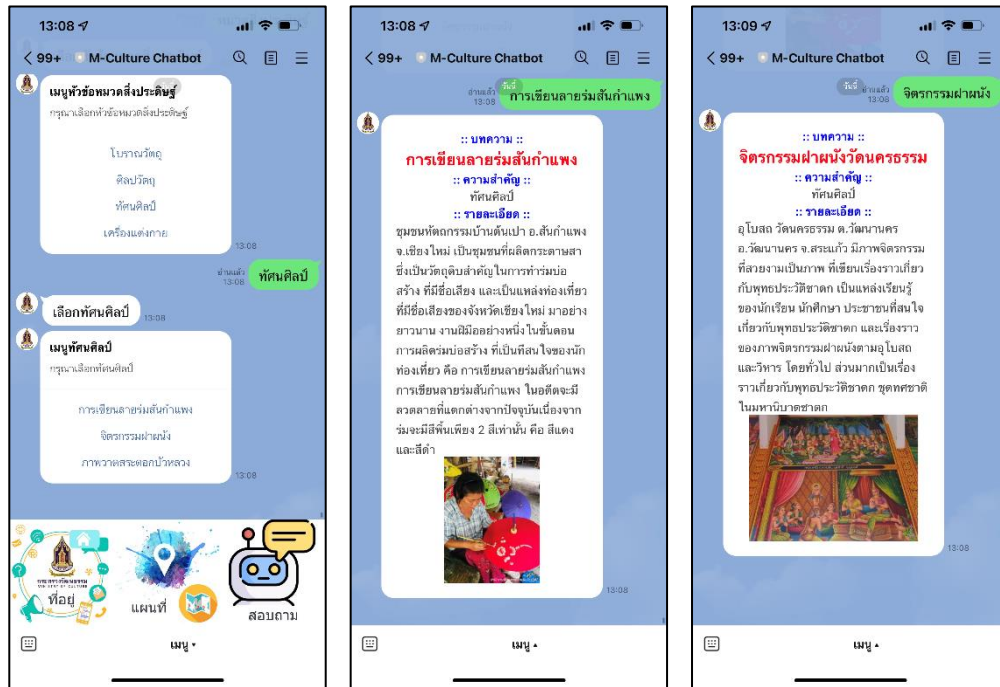 13:08
99+ M-Culture Chatbot
เมนูหัวข้อหมวดสิ่งประดิษฐ์
กรุณาเลือกหัวข้อหมวดสิ่งประดิษฐ์
โบราณวัตถุ
ศิลปวัตถุ
ทัศนศิลป์
เครื่องแต่งกาย
13:08
อ่านแล้ว
13:08
ทัศนศิลป์
เลือกทัศนศิลป์
13:08
เมนูทัศนศิลป์
กรุณาเลือกทัศนศิลป์
การเขียนลายร่มสันกำแพง
จิตรกรรมฝาผนัง
ภาพวาดสระดอกบัวหลวง
13:08
กระทรวงวัฒนธรรม
ที่อยู่
แผนที่
สอบถาม
เมนู
13:08
99+ M-Culture Chatbot
วันนี้
อ่านแล้ว
13:08
การเขียนลายร่มสันกำแพง
:: บทความ ::
การเขียนลายร่มสันกำแพง
:: ความสำคัญ ::
ทัศนศิลป์
:: รายละเอียด ::
ชุมชนหัตถกรรมบ้านต้นเปา อ.สันกำแพง
จ.เชียงใหม่ เป็นชุมชนที่ผลิตกระดาษสา
ซึ่งเป็นวัตถุดิบสำคัญในการทำร่มบ่อ
สร้าง ที่มีชื่อเสียง และเป็นแหล่งท่องเที่ยว
ที่มีชื่อเสียงของจังหวัดเชียงใหม่ มาอย่าง
ยาวนาน งานฝีมืออย่างหนึ่งในขั้นตอน
การผลิตร่มบ่อสร้าง ที่เป็นที่สนใจของนัก
ท่องเที่ยว คือ การเขียนลายร่มสันกำแพง
การเขียนลายร่มสันกำแพง ในอดีตจะมี
ลวดลายที่แตกต่างจากปัจจุบันเนื่องจาก
ร่มจะมีสีพื้นเพียง 2 สีเท่านั้น คือ สีแดง
และสีดำ
13:08
เมนู
13:09
99+ M-Culture Chatbot
วันนี้
อ่านแล้ว
13:08
จิตรกรรมฝาผนัง
:: บทความ ::
จิตรกรรมฝาผนังวัดนครธรรม
:: ความสำคัญ ::
ทัศนศิลป์
:: รายละเอียด ::
อุโบสถ วัดนครธรรม ต.วัฒนานคร
อ.วัฒนานคร จ.สระแก้ว มีภาพจิตรกรรม
ที่สวยงามเป็นภาพ ที่เขียนเรื่องราวเกี่ยว
กับพุทธประวัติชาดก เป็นแหล่งเรียนรู้
ของนักเรียน นักศึกษา ประชาชนที่สนใจ
เกี่ยวกับพุทธประวัติชาดก และเรื่องราว
ของภาพจิตรกรรมฝาผนังตามอุโบสถ
และวิหาร โดยทั่วไป ส่วนมากเป็นเรื่อง
ราวเกี่ยวกับพุทธประวัติชาดก ชุดทศชาติ
ในมหานิบาตชาดก
13:08
เมนู